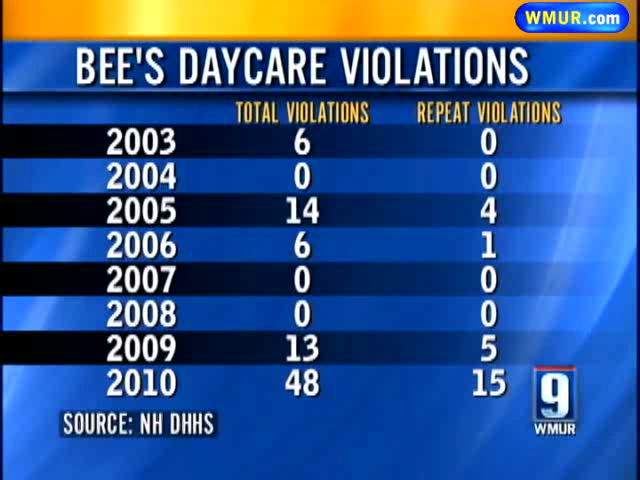 WMUR.com
BEE'S DAYCARE VIOLATIONS
TOTAL VIOLATIONS REPEAT VIOLATIONS
2003 6 0
2004 0 0
2005 14 4
2006 6 1
2007 0 0
2008 0 0
2009 13 5
2010 48 15
9
WMUR
SOURCE: NH DHHS